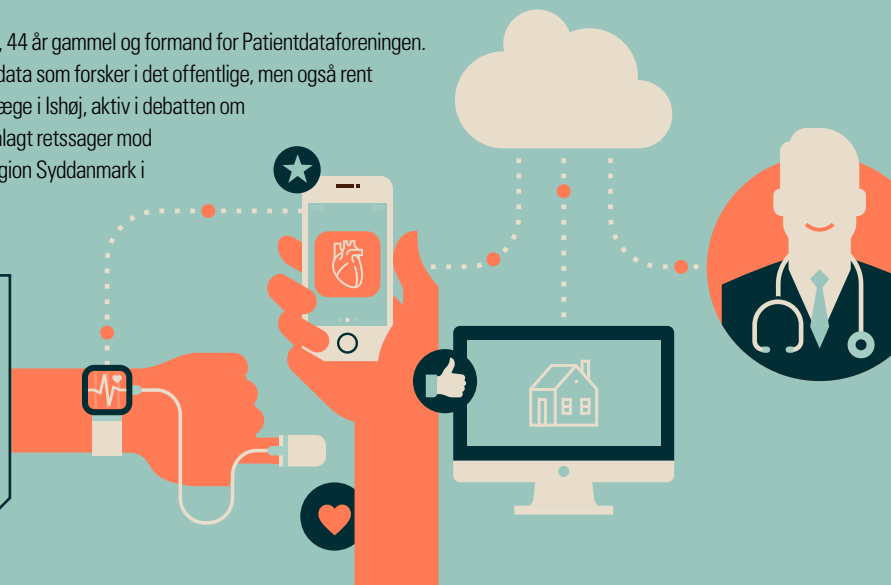 , 44 år gammel og formand for Patientdataforeningen.
data som forsker i det offentlige, men også rent
æge i Ishøj, aktiv i debatten om
nlagt retssager mod
gion Syddanmark i